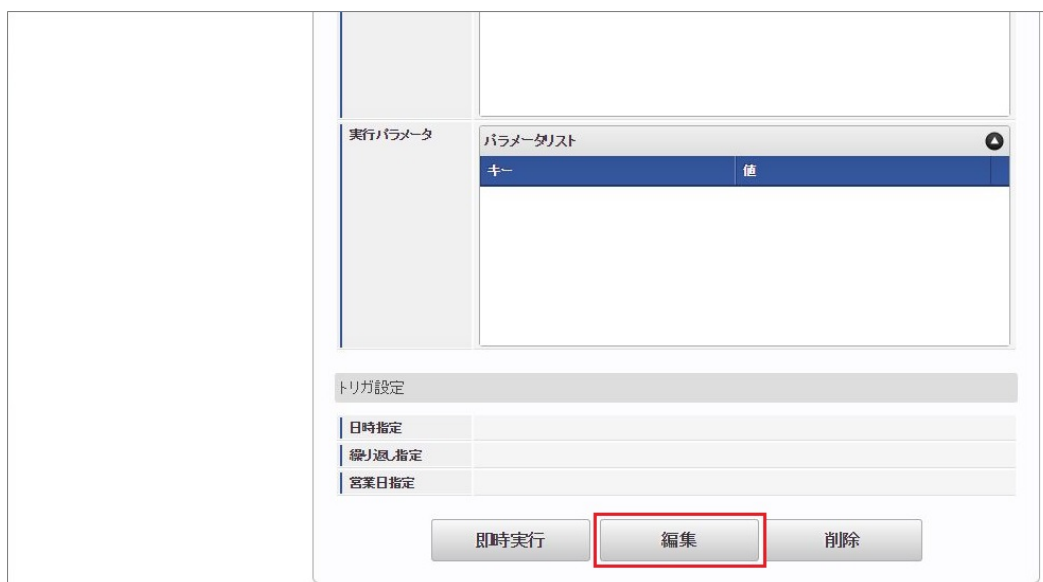 実行パラメータ
パラメータリスト
キー 値
トリガ設定
日時指定
繰り返し指定
営業日指定
即時実行 編集 削除